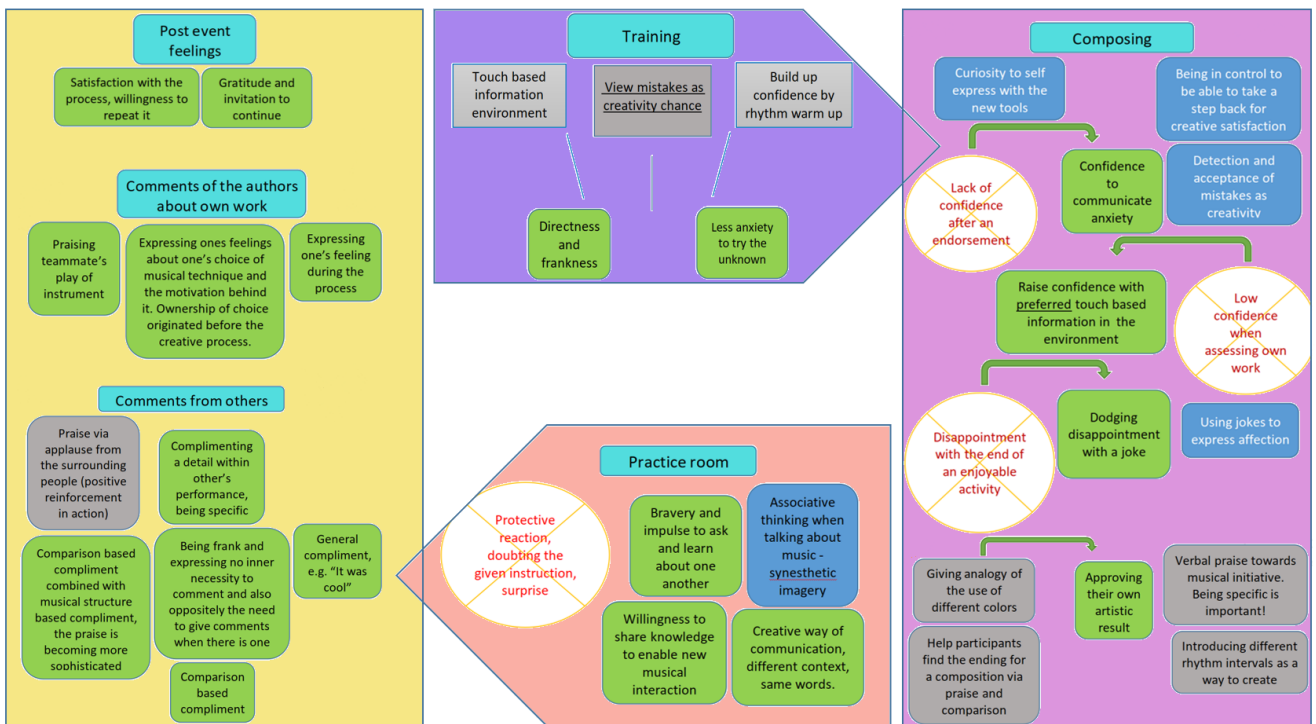 Post event
feelings
Satisfaction with the
process, willingness to
repeat it
Gratitude and
invitation to
continue
Comments of the authors
about own work
Praising
teammate's
play of
instrument
Expressing ones feelings
about one's choice of
musical technique and
the motivation behind
it. Ownership of choice
originated before the
creative process.
Expressing
one's feeling
during the
process
Comments from others
Praise via
applause from
the surrounding
people (positive
reinforcement
in action)
Complimenting
a detail within
other's
performance,
being specific
Comparison based
compliment
combined with
musical structure
based compliment,
the praise is
becoming more
sophisticated
Being frank and
expressing no inner
necessity to
comment and also
oppositely the need
to give comments
when there is one
General
compliment,
e.g. "It was
cool"
Comparison
based
compliment
Training
Touch based
information
environment
View mistakes as
creativity chance
Build up
confidence by
rhythm warm up
Directness
and
frankness
Less anxiety
to try the
unknown
Practice room
Protective
reaction,
doubting the
given instruction,
surprise
Bravery and
impulse to ask
and learn
about one
another
Associative
thinking when
talking about
music -
synesthetic
imagery
Willingness to
share knowledge
to enable new
musical
interaction
Creative way of
communication,
different context,
same words.
Composing
Curiosity to self
express with the
new tools
Being in control to
be able to take a
step back for
creative satisfaction
Lack of
confidence
after an
endorsement
Confidence
to
communicate
anxiety
Detection and
acceptance of
mistakes as
creativity
Raise confidence with
preferred touch based
information in the
environment
Low
confidence
when
assessing own
work
Disappointment
with the end of
an enjoyable
activity
Dodging
disappointment
with a joke
Using jokes to
express affection
Giving analogy of
the use of
different colors
Approving
their own
artistic
result
Verbal praise towards
musical initiative.
Being specific is
important!
Help participants
find the ending for
a composition via
praise and
comparison
Introducing different
rhythm intervals as a
way to create